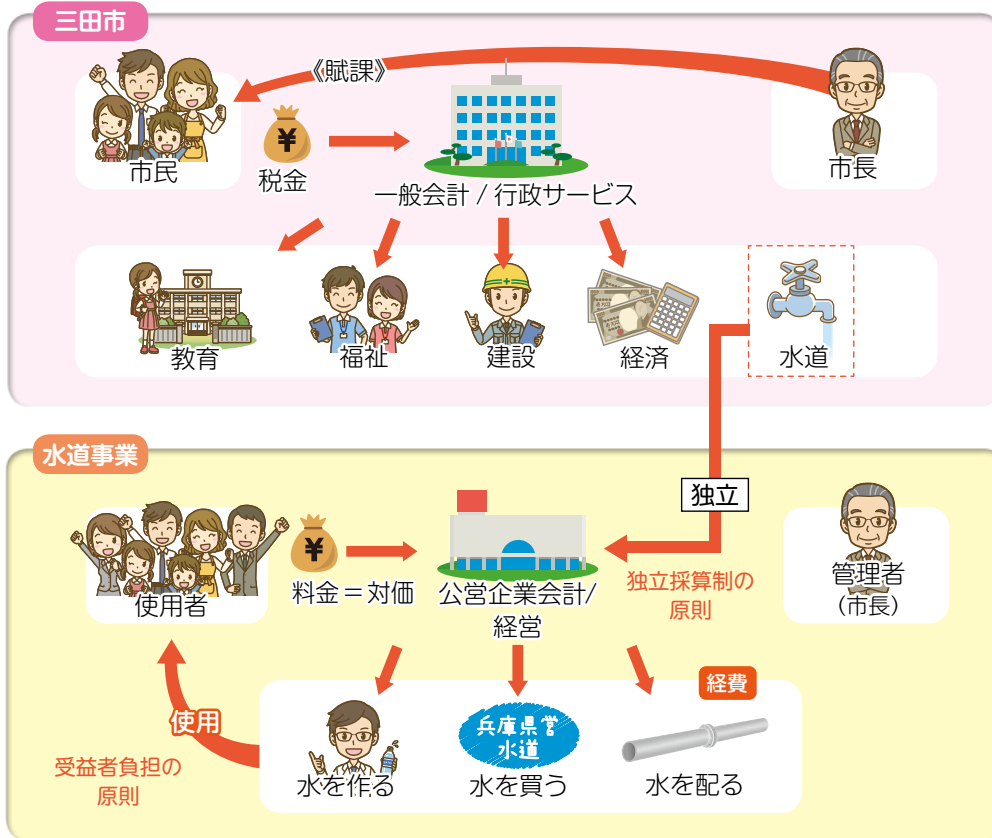 三田市
《賦課》
市民
¥
税金
一般会計 / 行政サービス
市長
教育
福祉
建設
経済
水道
水道事業
独立
使用者
¥
料金＝対価
公営企業会計/
経営
独立採算制の
原則
管理者
（市長）
使用
受益者負担の
原則
経費
水を作る
兵庫県営
水道
水を買う
水を配る